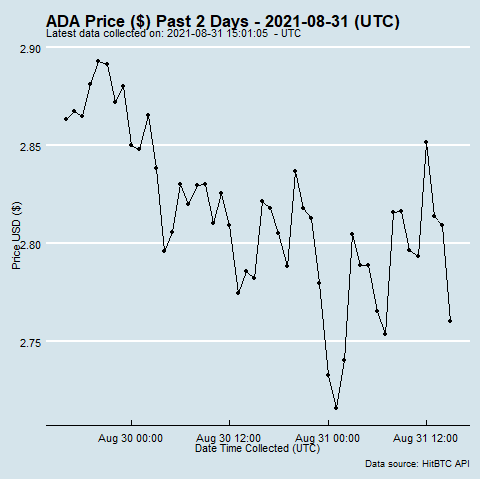 ADA Price ($) Past 2 Days - 2021-08-31 (UTC)
Latest data collected on: 2021-08-31 15:01:05 - UTC
2.90
2.85
2.80
2.75
Price USD ($)
Aug 30 00:00 Aug 30 12:00 Aug 31 00:00 Aug 31 12:00
Date Time Collected (UTC)
Data source: HitBTC API